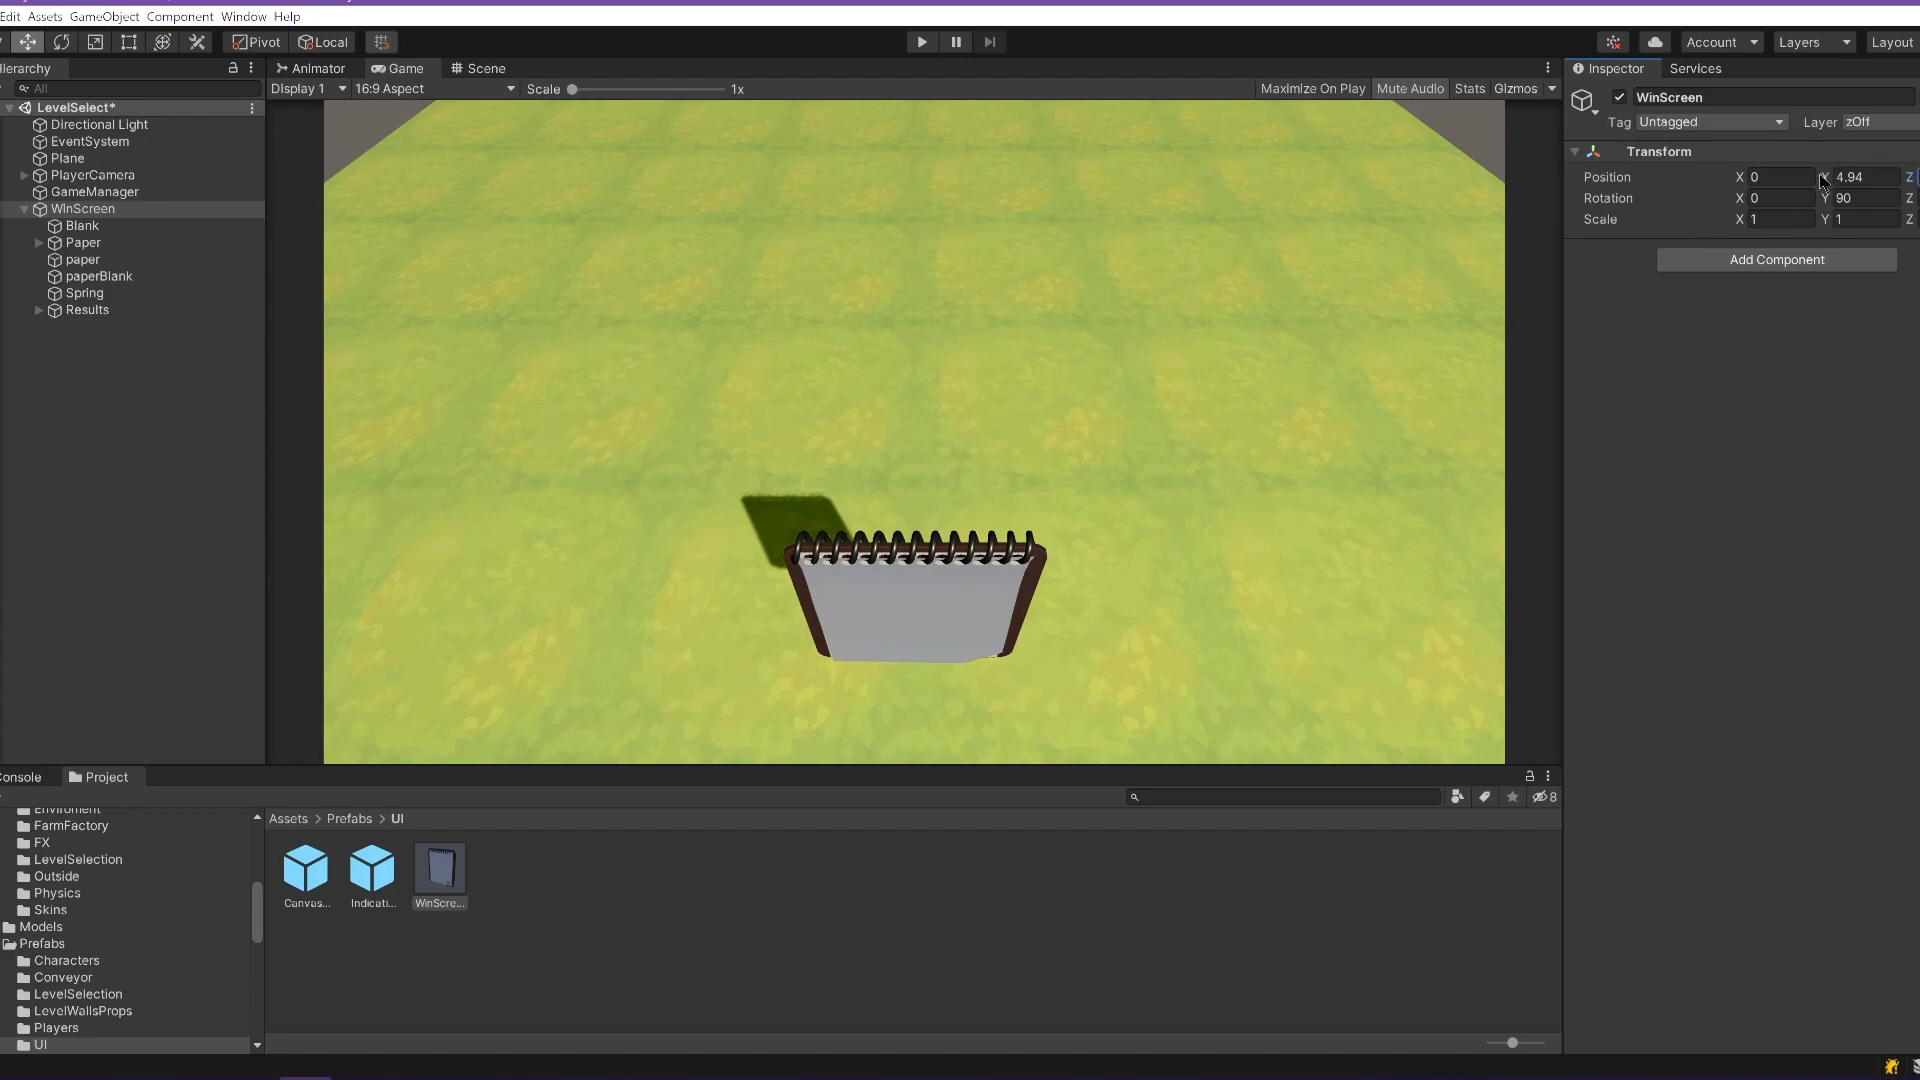 Edit Assets GameObject Component Window Help
Pivot Local Account Layers Layout
Hierarchy Animator Game Scene Inspector Services
All Display 1 16:9 Aspect Scale 1x Maximize On Play Mute Audio Stats Gizmos WinScreen
LevelSelect*
Tag Untagged Layer zOff
Directional Light
EventSystem
Plane
PlayerCamera
GameManager
WinScreen
Blank
Paper
paper
paperBlank
Spring
Results
Transform
Position X 0 Y 4.94 Z
Rotation X 0 Y 90 Z
Scale X 1 Y 1 Z
Add Component
Console Project
8
Enviroment
FarmFactory
FX
LevelSelection
Outside
Physics
Skins
Models
Prefabs
Characters
Conveyor
LevelSelection
LevelWallsProps
Players
UI
Assets > Prefabs > UI
Canvas... Indicati... WinScre...